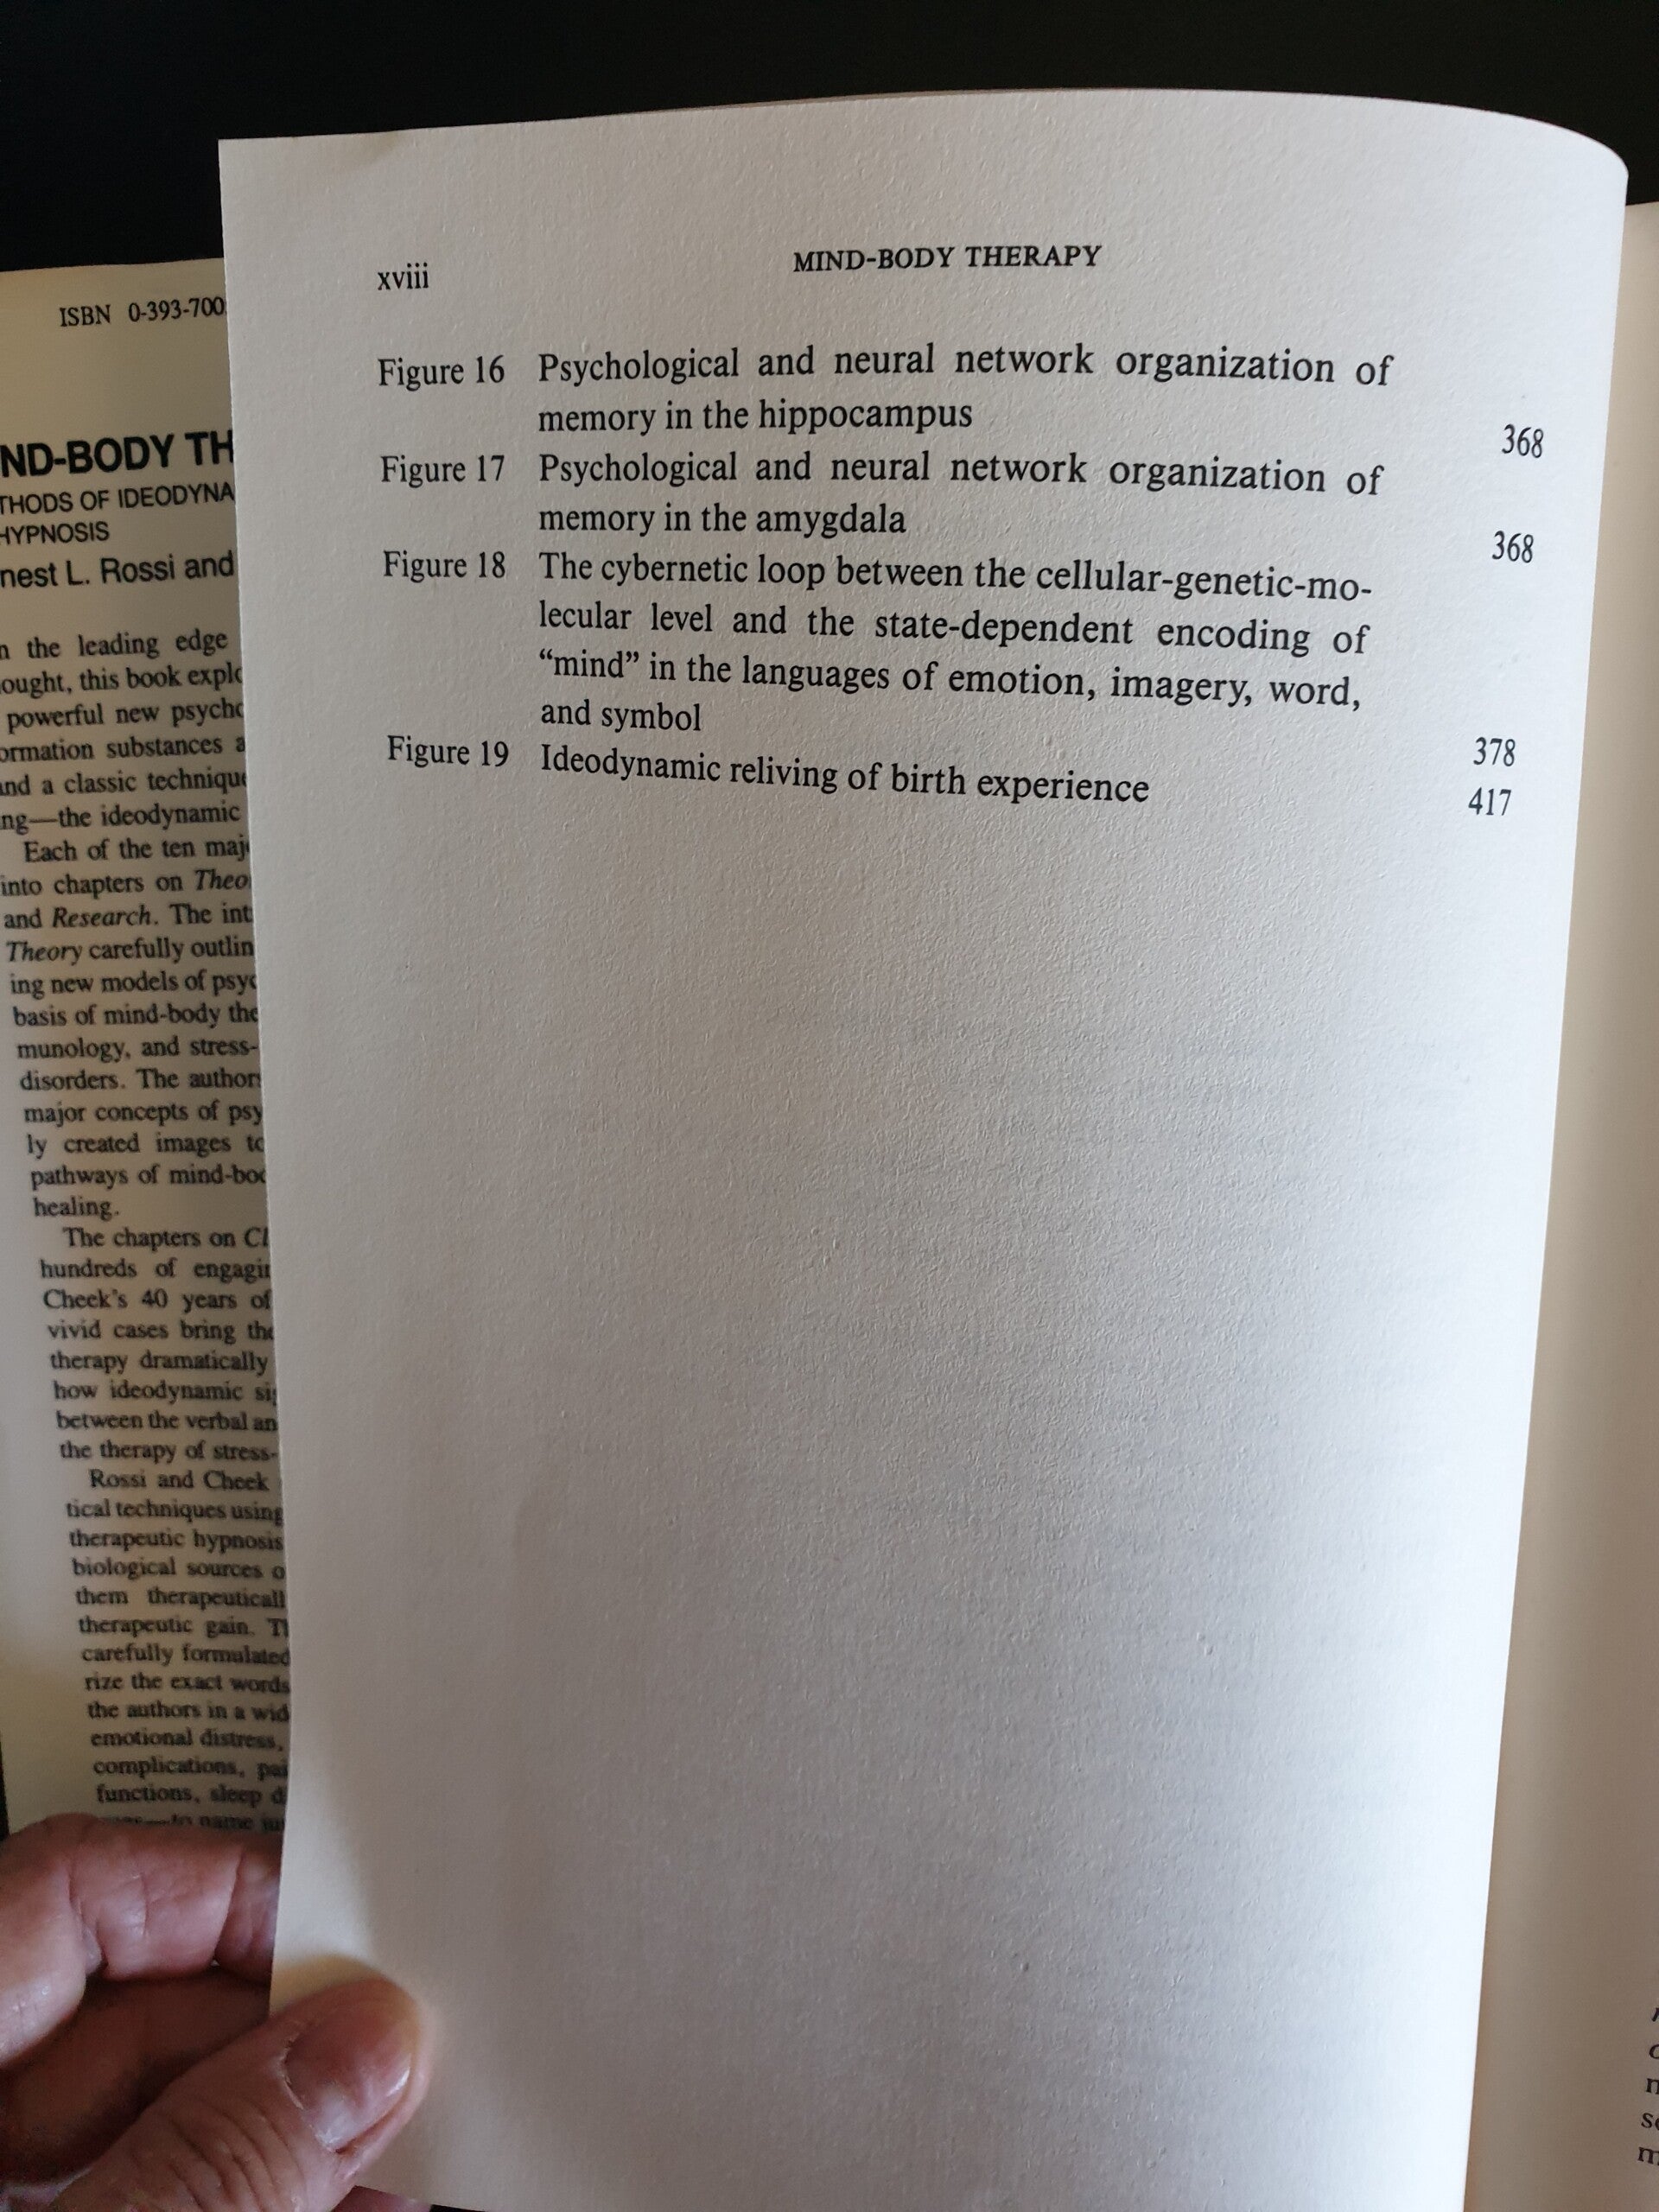 xviii
MIND-BODY THERAPY
Figure 16 Psychological and neural network organization of
memory in the hippocampus 368
Figure 17 Psychological and neural network organization of
memory in the amygdala 368
Figure 18 The cybernetic loop between the cellular-genetic-mo-
lecular level and the state-dependent encoding of
“mind” in the languages of emotion, imagery, word,
and symbol 378
Figure 19 Ideodynamic reliving of birth experience 417
ISBN 0-393-700
ND-BODY TH
THODS OF IDEODYNA
HYPNOSIS
nest L. Rossi and
n the leading edge
ought, this book explo
powerful new psycho
ormation substances a
and a classic technique
ng—the ideodynamic
Each of the ten maj
into chapters on Theo
and Research. The int
Theory carefully outlin
ing new models of psyc
basis of mind-body the
munology, and stress-
disorders. The author
major concepts of psy
ly created images to
pathways of mind-bod
healing.
The chapters on Cl
hundreds of engagin
Cheek's 40 years of
vivid cases bring the
therapy dramatically
how ideodynamic sig
between the verbal an
the therapy of stress-
Rossi and Cheek
tical techniques using
therapeutic hypnosis
biological sources o
them therapeuticall
therapeutic gain. Th
carefully formulated
rize the exact words
the authors in a wid
emotional distress,
complications, pai
functions, sleep d